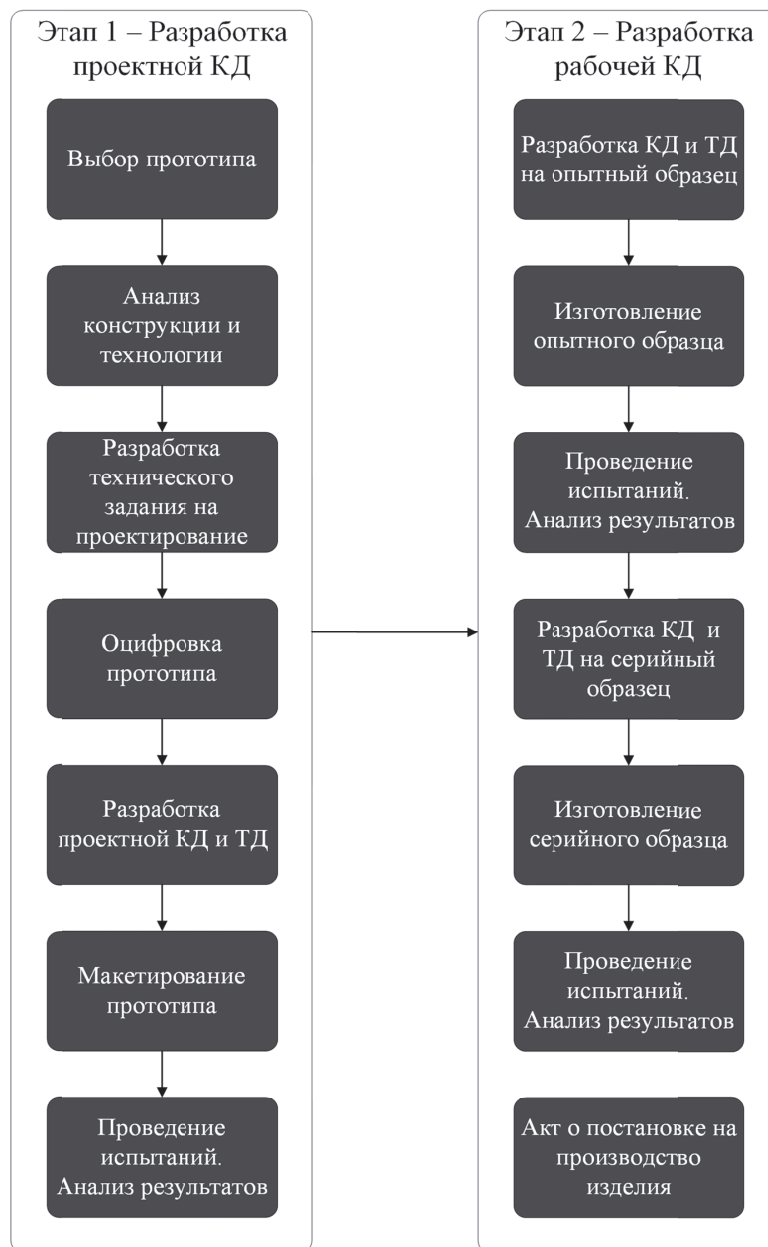 Этап 1 – Разработка
проектной КД
Выбор прототипа
Анализ
конструкции и
технологии
Разработка
технического
задания на
проектирование
Оцифровка
прототипа
Разработка
проектной КД и ТД
Макетирование
прототипа
Проведение
испытаний.
Анализ результатов
Этап 2 – Разработка
рабочей КД
Разработка КД и ТД
на опытный образец
Изготовление
опытного образца
Проведение
испытаний.
Анализ результатов
Разработка КД и
ТД на серийный
образец
Изготовление
серийного образца
Проведение
испытаний.
Анализ результатов
Акт о постановке на
производство
изделия